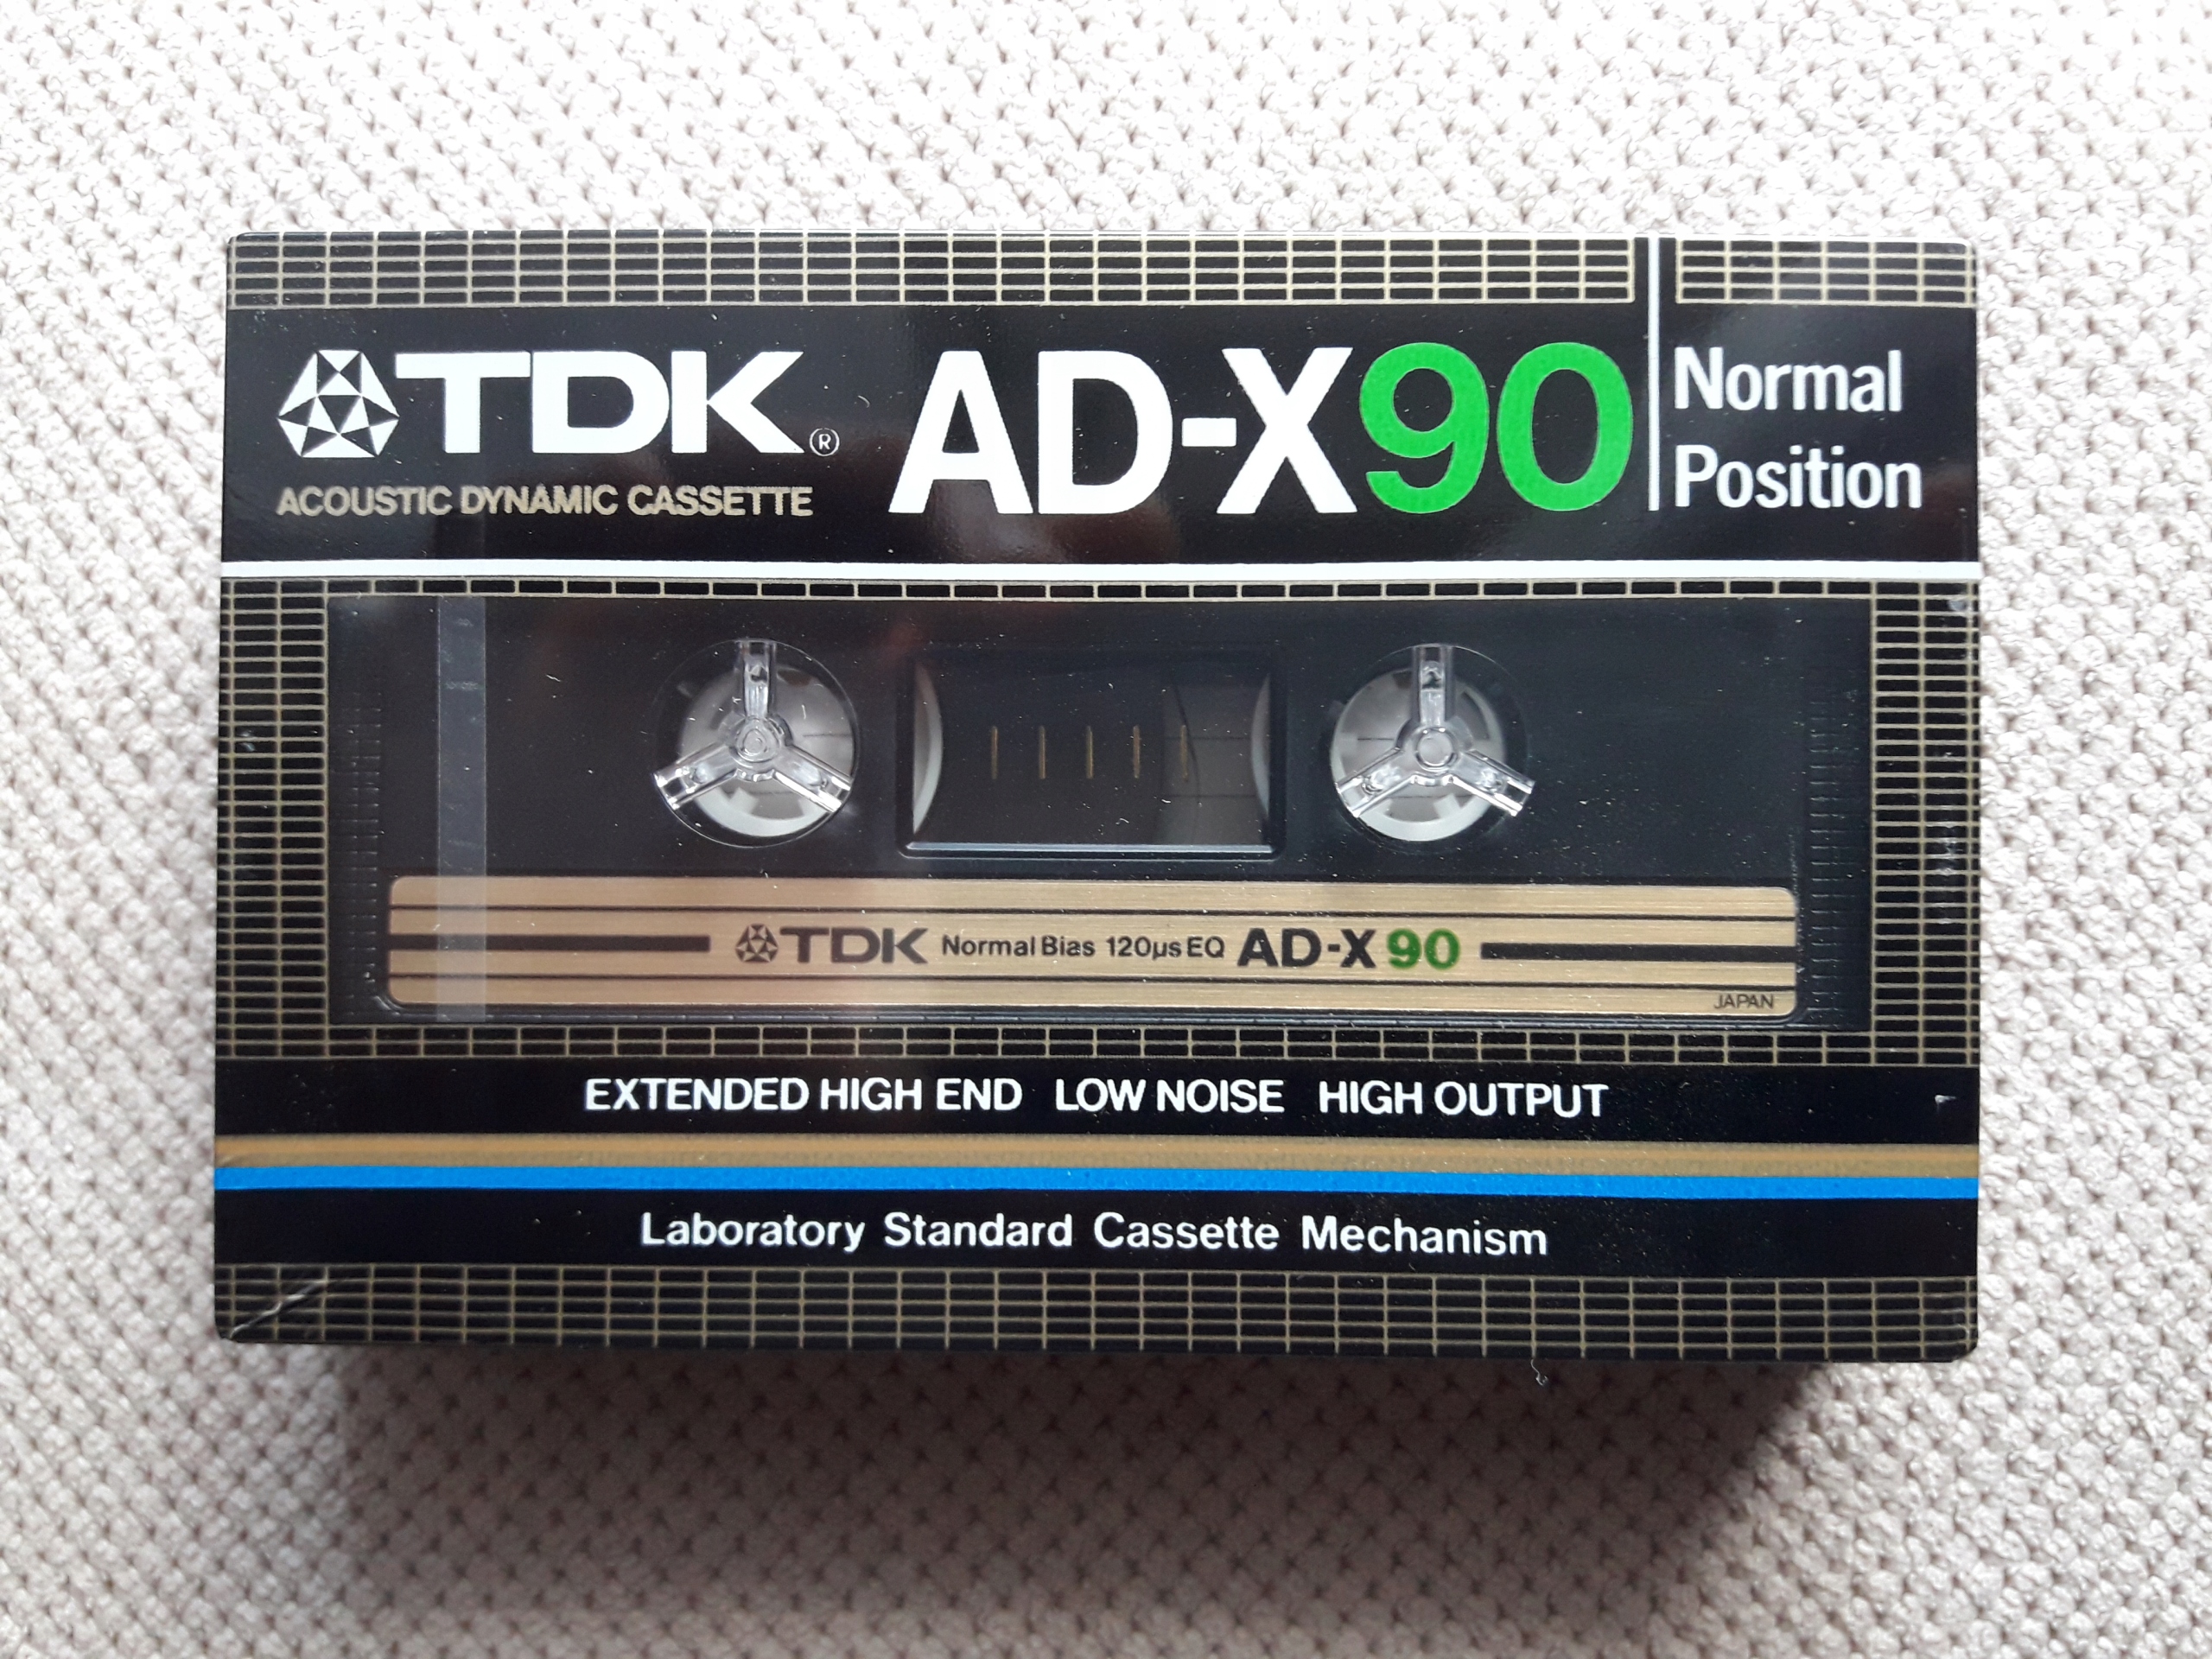 TDK® AD-X90
Normal
Position
ACOUSTIC DYNAMIC CASSETTE
TDK Normal Bias 120µs EQ AD-X 90
JAPAN
EXTENDED HIGH END LOW NOISE HIGH OUTPUT
Laboratory Standard Cassette Mechanism